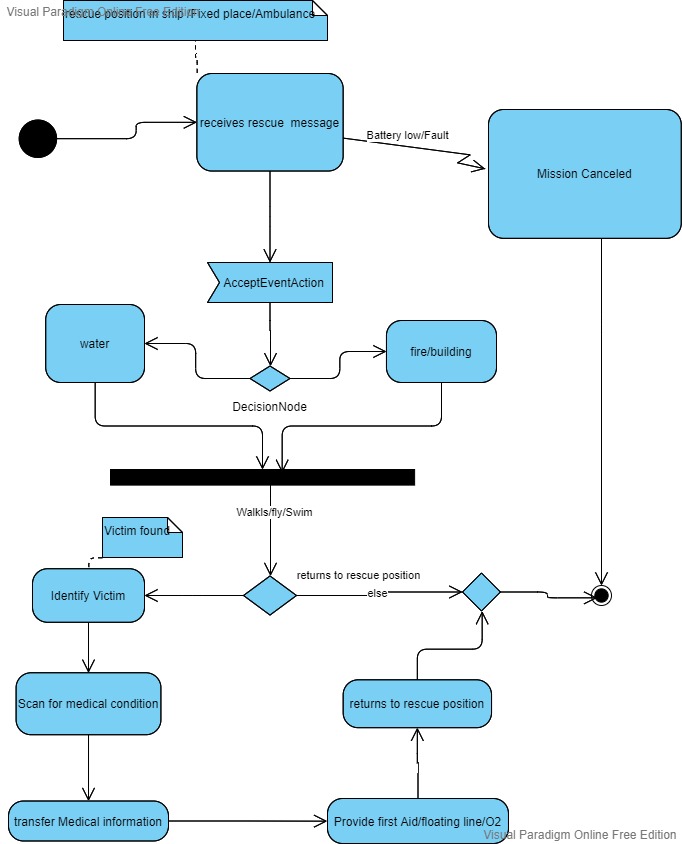 Visual Paradigm Online Free Edition
rescue position in ship /Fixed place/Ambulance
receives rescue  message
Battery low/Fault
Mission Canceled
AcceptEventAction
water
fire/building
DecisionNode
Walkls/fly/Swim
Victim found
returns to rescue position
else
Identify Victim
Scan for medical condition
returns to rescue position
transfer Medical information
Provide first Aid/floating line/O2
Visual Paradigm Online Free Edition